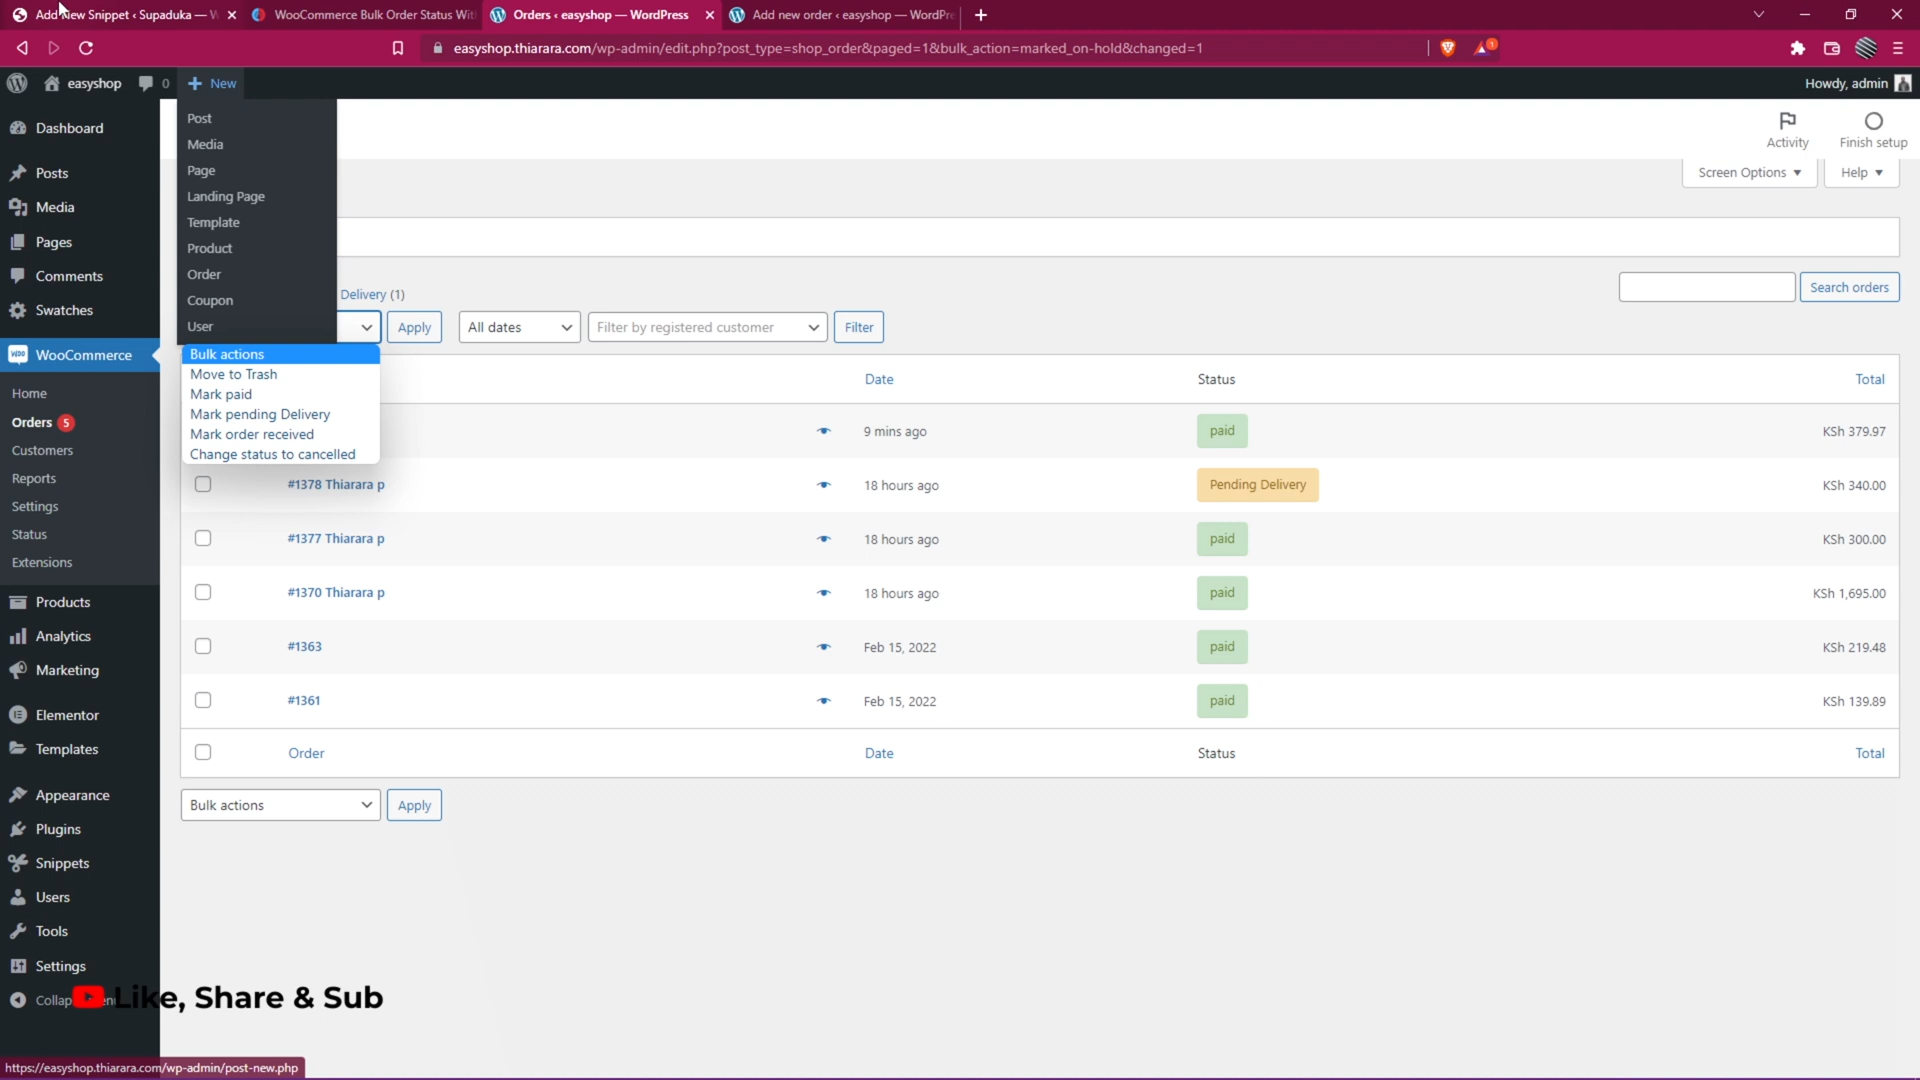 Add New Snippet ‹ Supaduka — W
WooCommerce Bulk Order Status Wit
Orders ‹ easyshop — WordPress
Add new order ‹ easyshop — WordPre
easyshop.thiarara.com/wp-admin/edit.php?post_type=shop_order&paged=1&bulk_action=marked_on-hold&changed=1
1
easyshop
0
New
Howdy, admin
Post
Media
Page
Landing Page
Template
Product
Order
Coupon
User
Dashboard
Posts
Media
Pages
Comments
Swatches
WooCommerce
Home
Orders 5
Customers
Reports
Settings
Status
Extensions
Products
Analytics
Marketing
Elementor
Templates
Appearance
Plugins
Snippets
Users
Tools
Settings
Activity
Finish setup
Screen Options
Help
Delivery (1)
Search orders
Apply
All dates
Filter by registered customer
Filter
Bulk actions
Move to Trash
Mark paid
Mark pending Delivery
Mark order received
Change status to cancelled
Date
Status
Total
9 mins ago
paid
KSh 379.97
#1378 Thiarara p
18 hours ago
Pending Delivery
KSh 340.00
#1377 Thiarara p
18 hours ago
paid
KSh 300.00
#1370 Thiarara p
18 hours ago
paid
KSh 1,695.00
#1363
Feb 15, 2022
paid
KSh 219.48
#1361
Feb 15, 2022
paid
KSh 139.89
Order
Date
Status
Total
Bulk actions
Apply
Like, Share & Sub
https://easyshop.thiarara.com/wp-admin/post-new.php